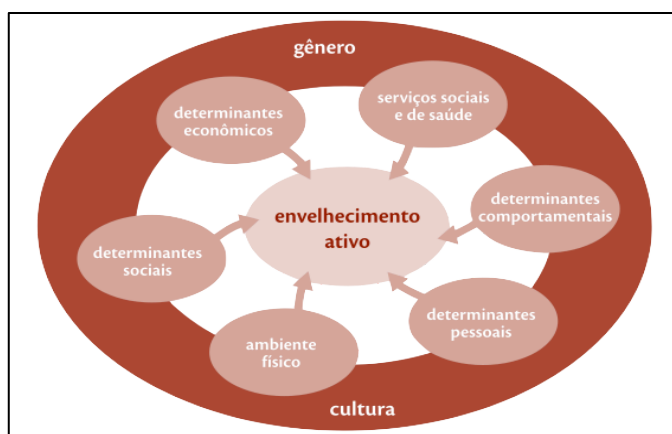 gênero
serviços sociais
e de saúde
determinantes
econômicos
determinantes
comportamentais
envelhecimento
ativo
determinantes
sociais
determinantes
pessoais
ambiente
físico
cultura